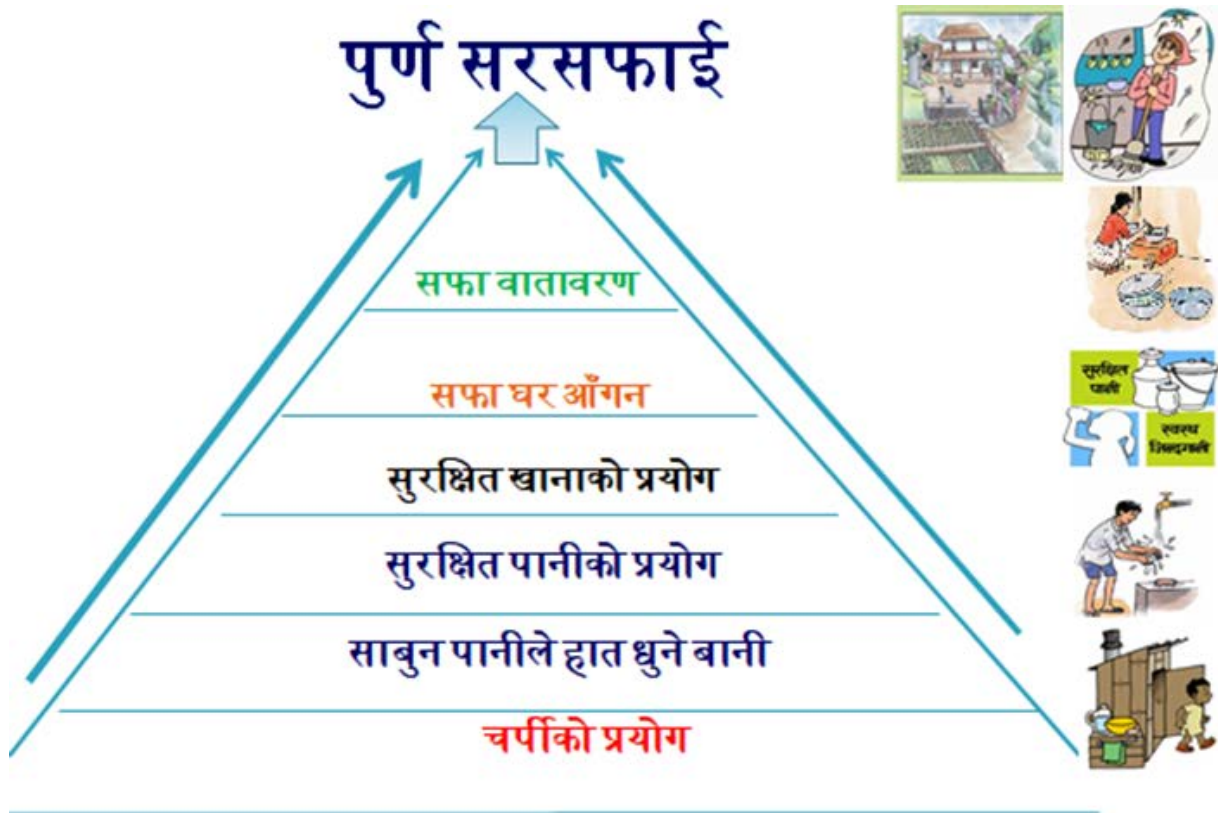 पुर्ण सरसफाई
सफा वातावरण
सफा घर आँगन
सुरक्षित खानाको प्रयोग
सुरक्षित पानीको प्रयोग
साबुन पानीले हात धुने बानी
चर्पीको प्रयोग
सुरक्षित
पानी
स्वस्थ
जिन्दगानी